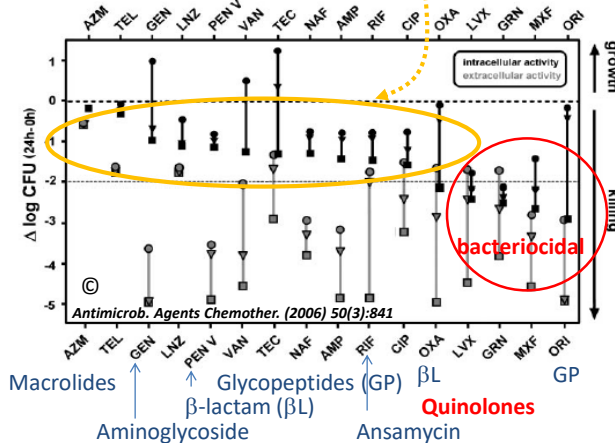 AZM TEL GEN LNZ PEN V VAN TEC NAF AMP RIF CIP OXA LVX GRN MXF ORI
growth
intracellular activity
extracellular activity
Δ log CFU (24h-0h)
1
0
1
-2
-3
-4
-5
killing
bacteriocidal
©
Antimicrob. Agents Chemother. (2006) 50(3):841
AZM TEL GEN LNZ PEN V VAN TEC NAF AMP RIF CIP OXA LVX GRN MXF ORI
Macrolides Glycopeptides (GP) βL GP
β-lactam (βL) Quinolones
Aminoglycoside Ansamycin